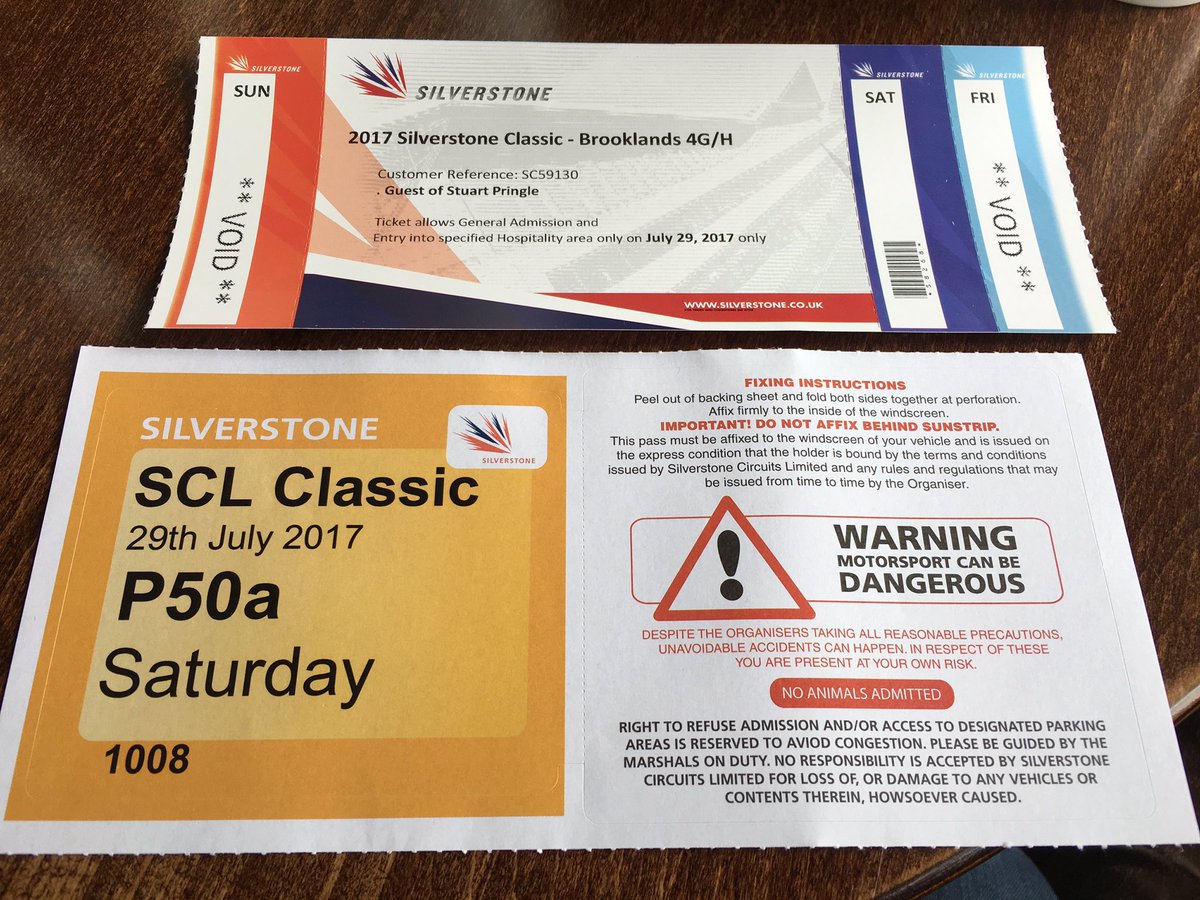 SILVERSTONE
SUN
** VOID **
SILVERSTONE
2017 Silverstone Classic - Brooklands 4G/H
Customer Reference: SC59130
. Guest of Stuart Pringle
Ticket allows General Admission and
Entry into specified Hospitality area only on July 29, 2017 only
WWW.SILVERSTONE.CO.UK
SILVERSTONE
SAT
SILVERSTONE
FRI
** VOID **
SILVERSTONE
SILVERSTONE
SCL Classic
29th July 2017
P50a
Saturday
1008
FIXING INSTRUCTIONS
Peel out of backing sheet and fold both sides together at perforation.
Affix firmly to the inside of the windscreen.
IMPORTANT! DO NOT AFFIX BEHIND SUNSTRIP.
This pass must be affixed to the windscreen of your vehicle and is issued on
the express condition that the holder is bound by the terms and conditions
issued by Silverstone Circuits Limited and any rules and regulations that may
be issued from time to time by the Organiser.
WARNING
MOTORSPORT CAN BE
DANGEROUS
DESPITE THE ORGANISERS TAKING ALL REASONABLE PRECAUTIONS,
UNAVOIDABLE ACCIDENTS CAN HAPPEN. IN RESPECT OF THESE
YOU ARE PRESENT AT YOUR OWN RISK.
NO ANIMALS ADMITTED
RIGHT TO REFUSE ADMISSION AND/OR ACCESS TO DESIGNATED PARKING
AREAS IS RESERVED TO AVIOD CONGESTION. PLEASE BE GUIDED BY THE
MARSHALS ON DUTY. NO RESPONSIBILITY IS ACCEPTED BY SILVERSTONE
CIRCUITS LIMITED FOR LOSS OF, OR DAMAGE TO ANY VEHICLES OR
CONTENTS THEREIN, HOWSOEVER CAUSED.